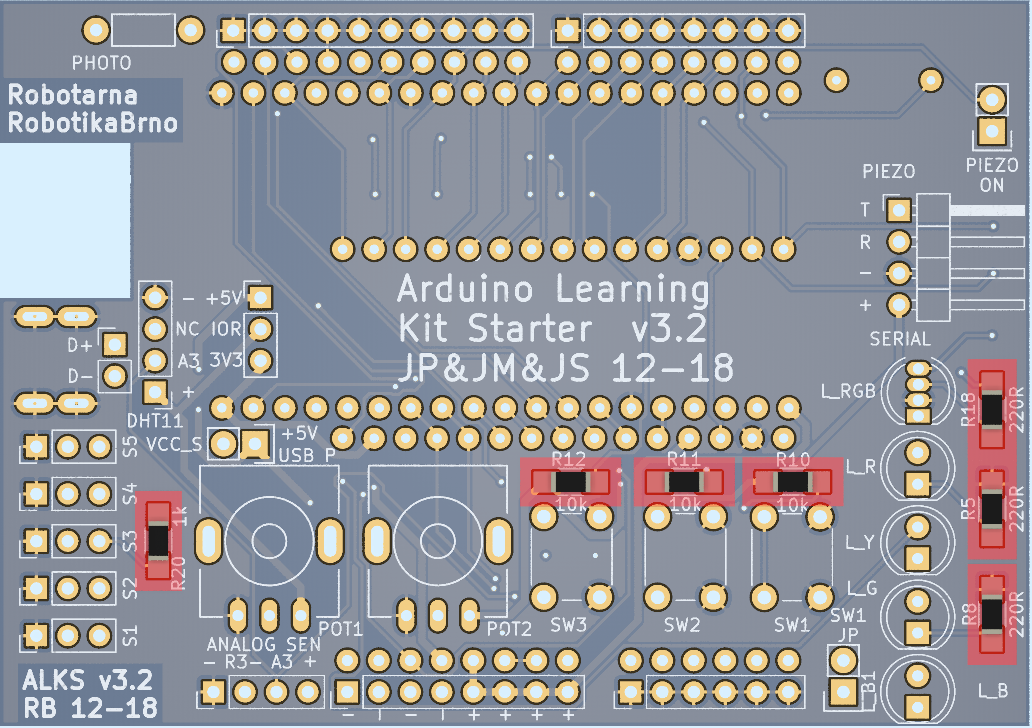 PHOTO
Robotarna
RobotikaBrno
PIEZO
ON
PIEZO
T
R
-
+
SERIAL
- +5V
NC IOR
A3 3V3
+
D+
D-
DHT11
Arduino Learning
Kit Starter v3.2
JP&JM&JS 12-18
VCC_S
+5V
USB P
L_RGB
R18
220R
L_R
R5
220R
L_Y
L_G
R8
220R
L_B
S5
S4
S3
S2
S1
1k
R20
R12
10k
R11
10k
R10
10k
POT1
POT2
SW3
SW2
SW1
SW1
JP
B1
ANALOG SEN
- R3- A3 +
ALKS v3.2
RB 12-18
- | - | + + + +